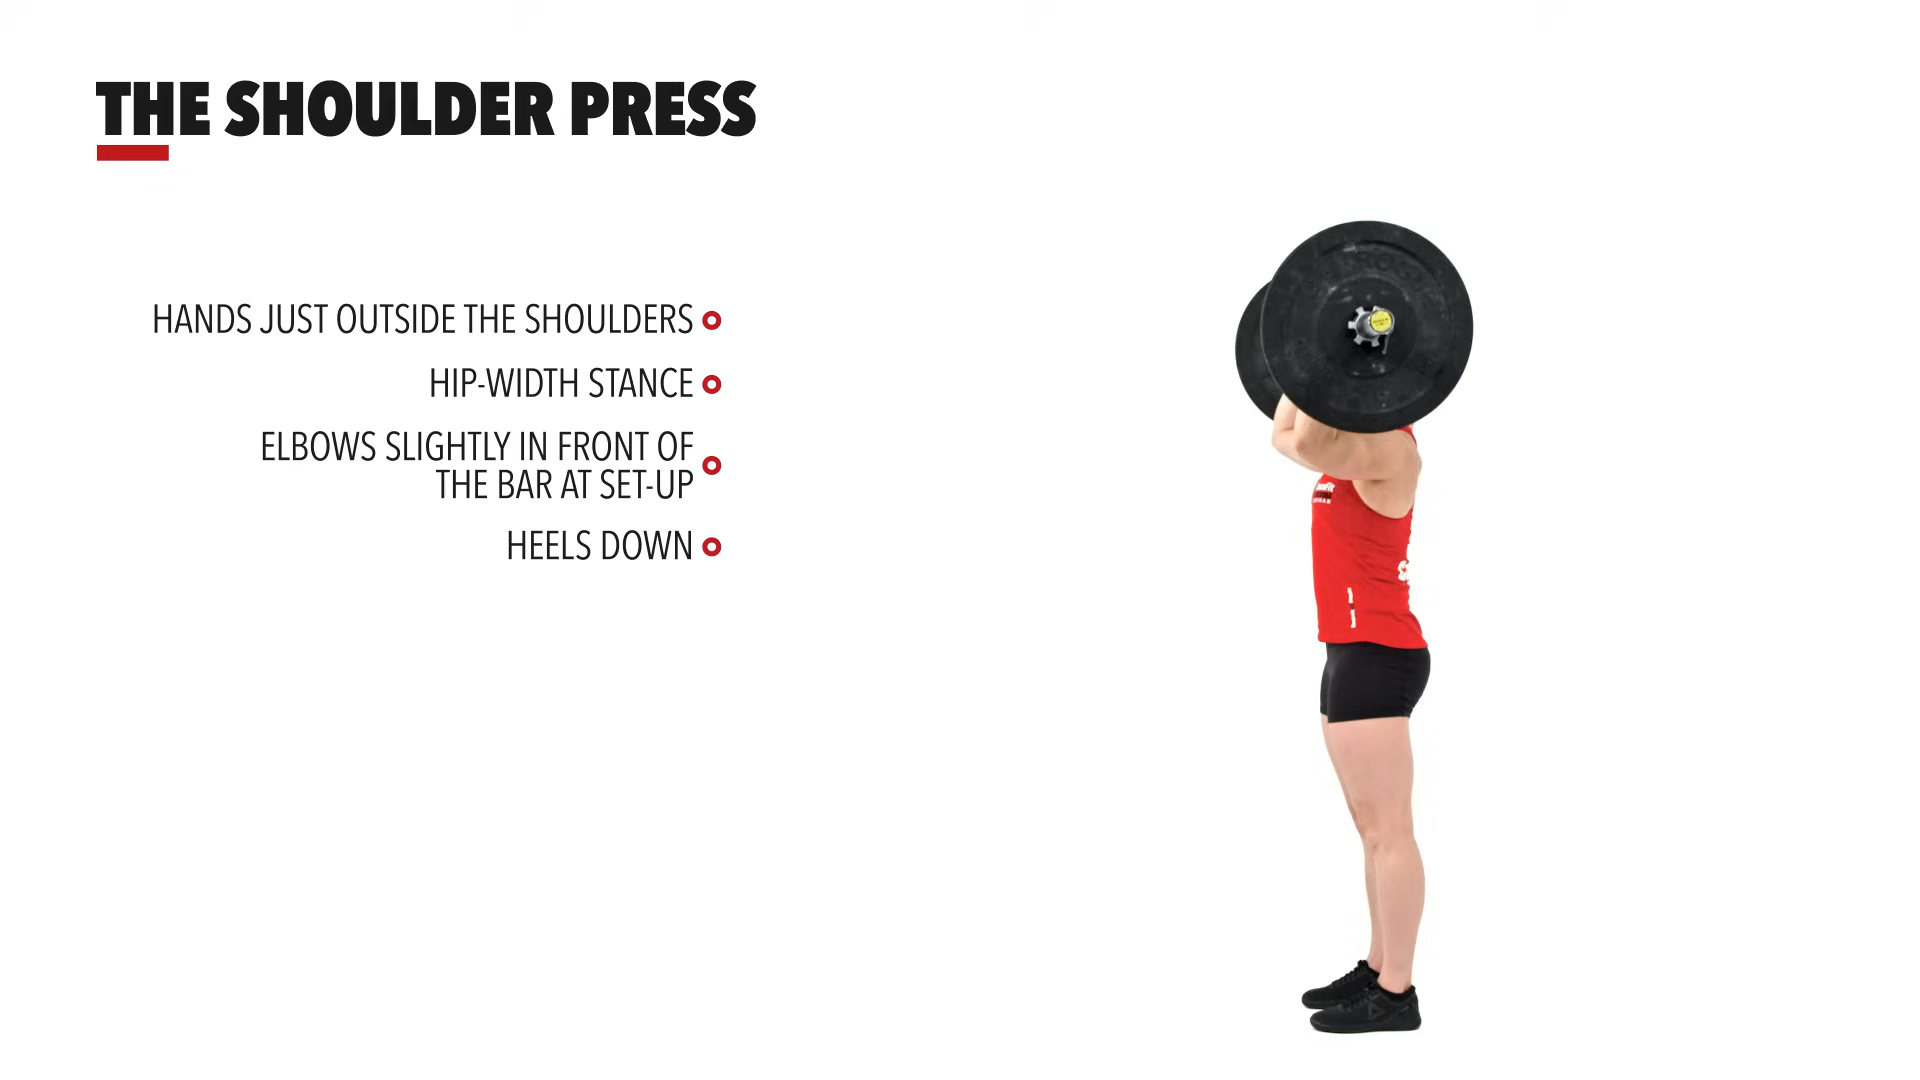 THE SHOULDER PRESS
HANDS JUST OUTSIDE THE SHOULDERS
HIP-WIDTH STANCE
ELBOWS SLIGHTLY IN FRONT OF
THE BAR AT SET-UP
HEELS DOWN